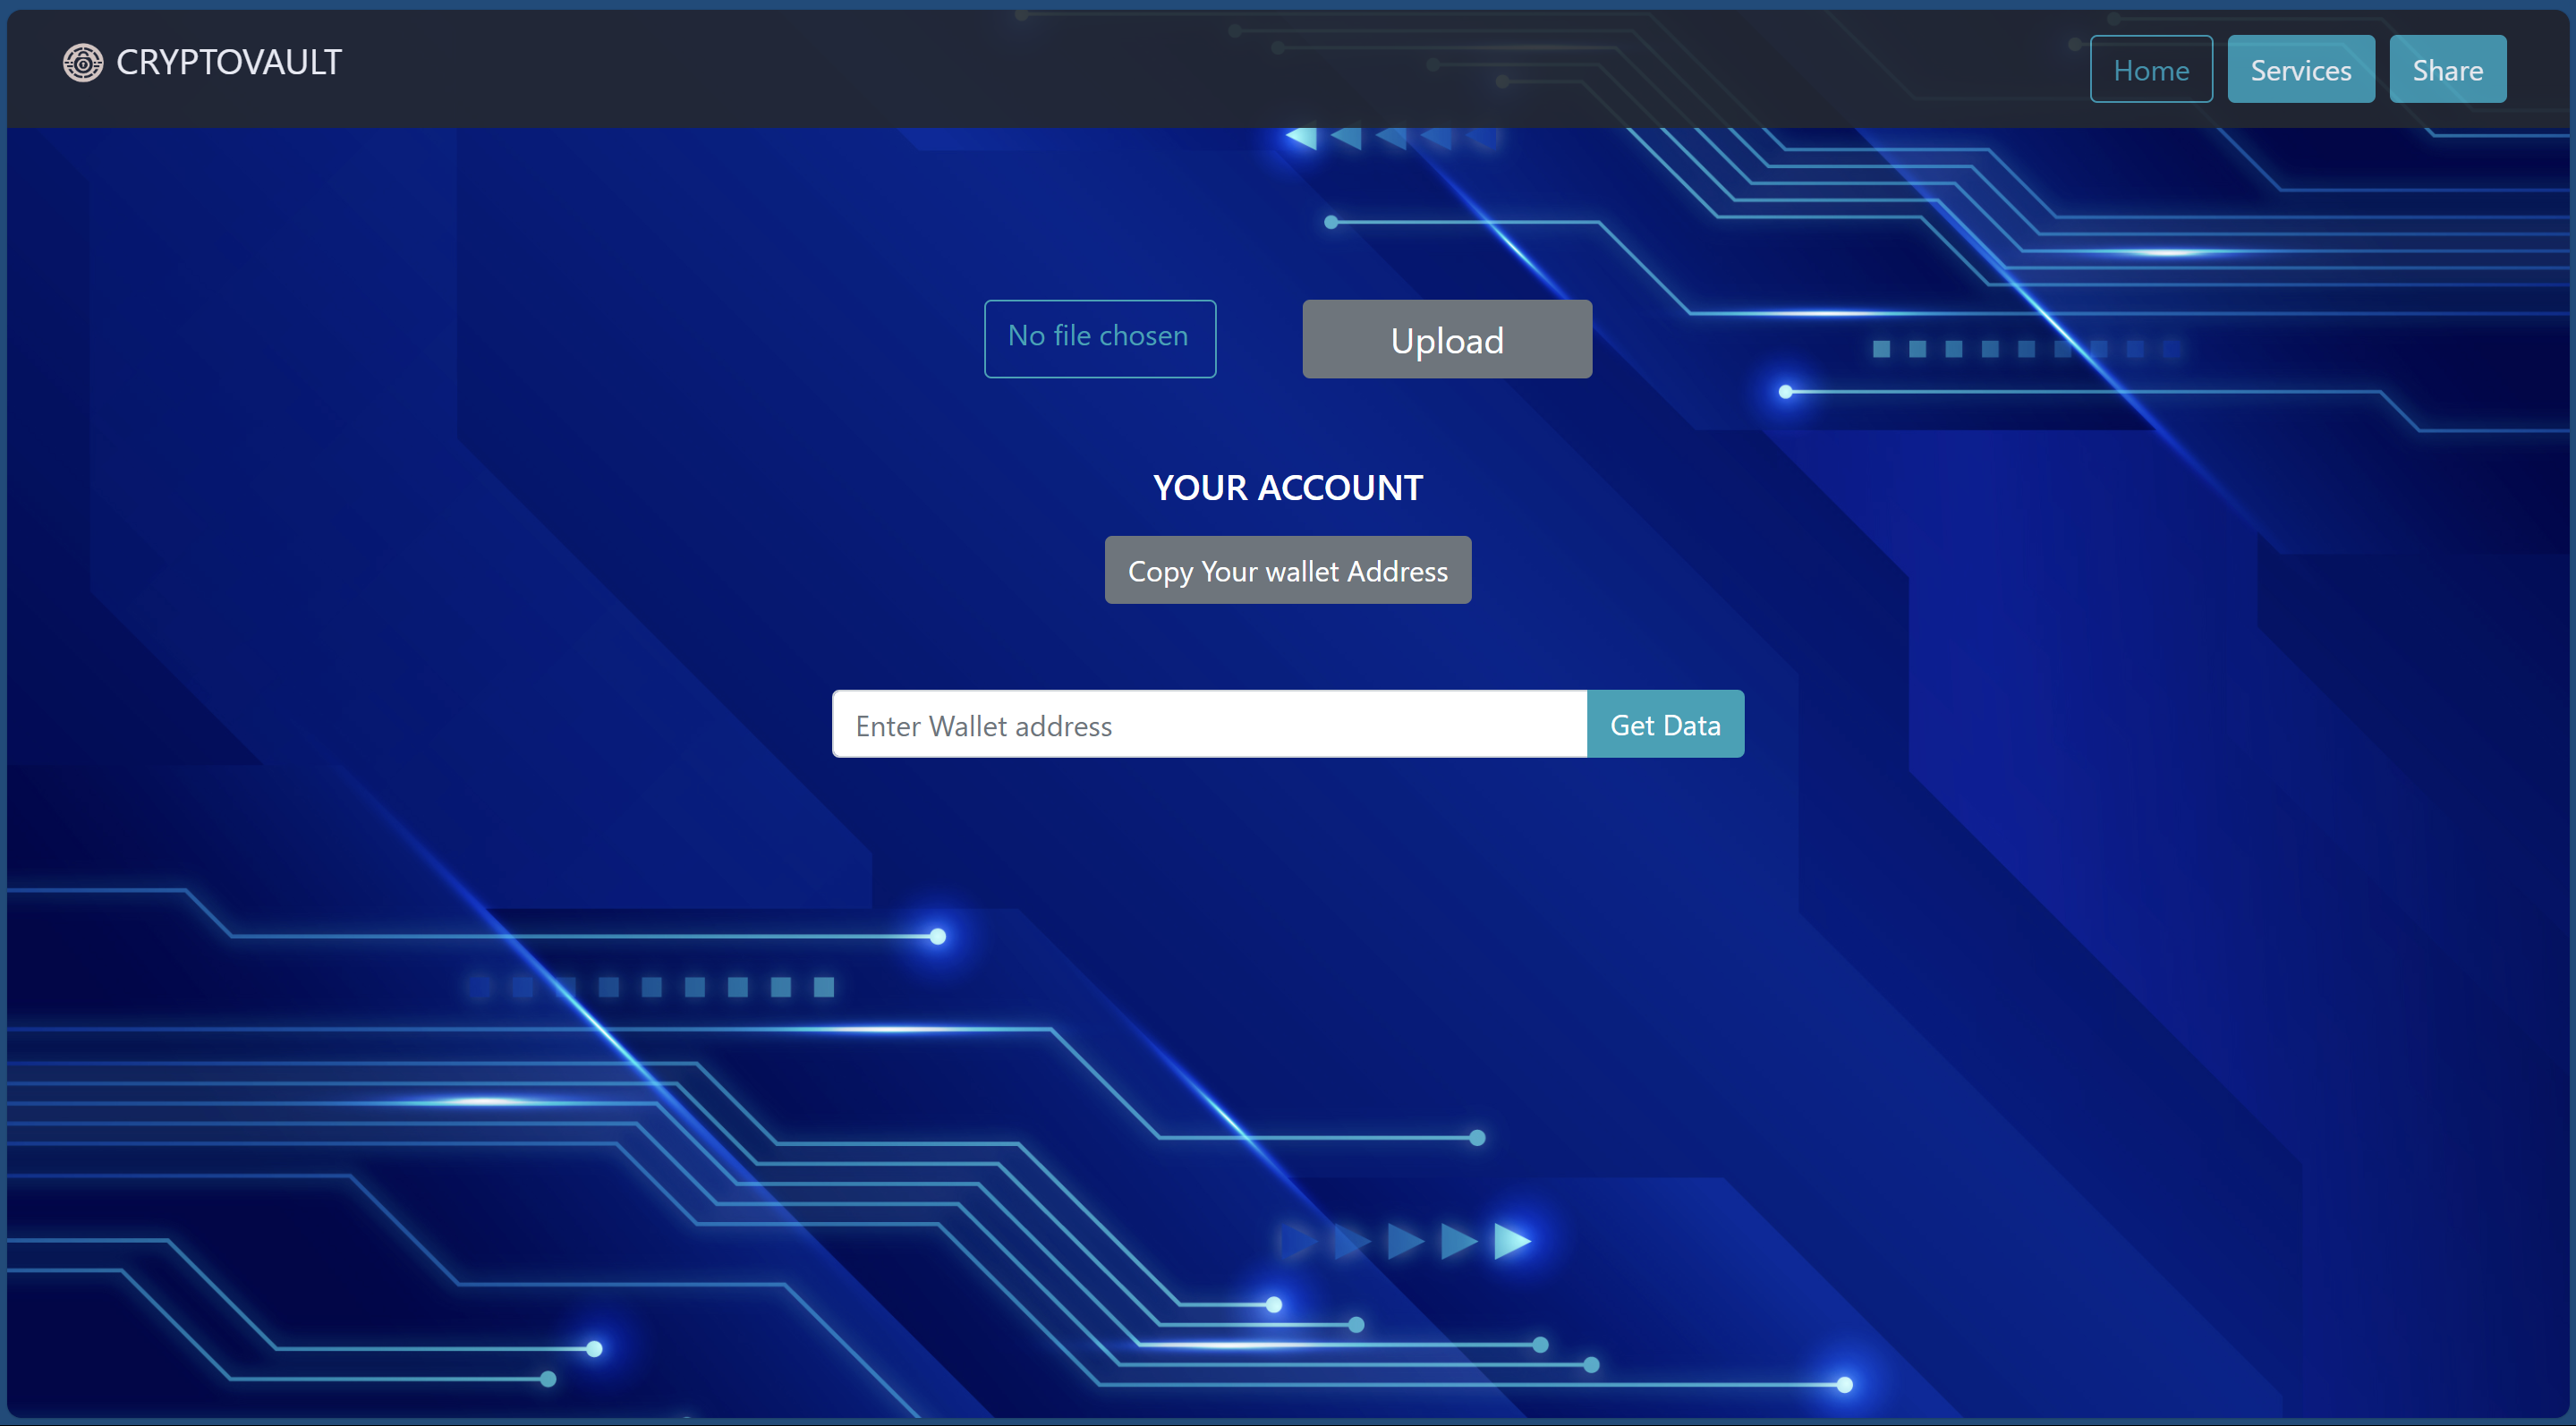 CRYPTOVAULT
Home Services Share
No file chosen Upload
YOUR ACCOUNT
Copy Your wallet Address
Enter Wallet address Get Data